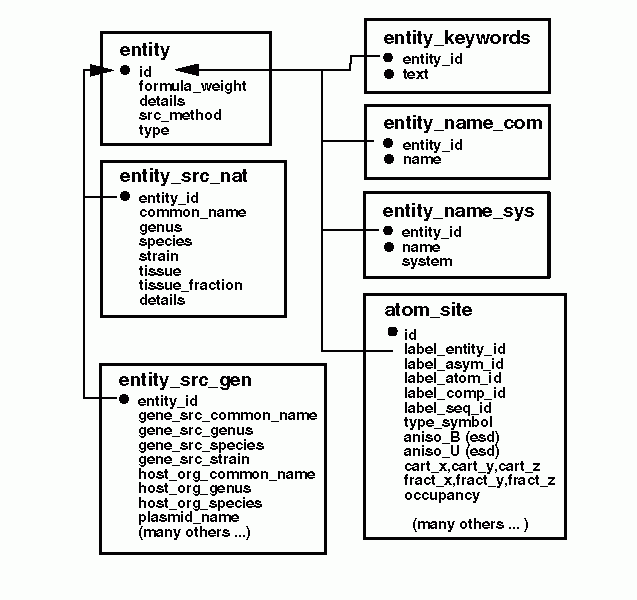 entity
id
formula_weight
details
src_method
type
entity_src_nat
entity_id
common_name
genus
species
strain
tissue
tissue_fraction
details
entity_src_gen
entity_id
gene_src_common_name
gene_src_genus
gene_src_species
gene_src_strain
host_org_common_name
host_org_genus
host_org_species
plasmid_name
(many others ...)
entity_keywords
entity_id
text
entity_name_com
entity_id
name
entity_name_sys
entity_id
name
system
atom_site
id
label_entity_id
label_asym_id
label_atom_id
label_comp_id
label_seq_id
type_symbol
aniso_B (esd)
aniso_U (esd)
cart_x,cart_y,cart_z
fract_x,fract_y,fract_z
occupancy
(many others ... )